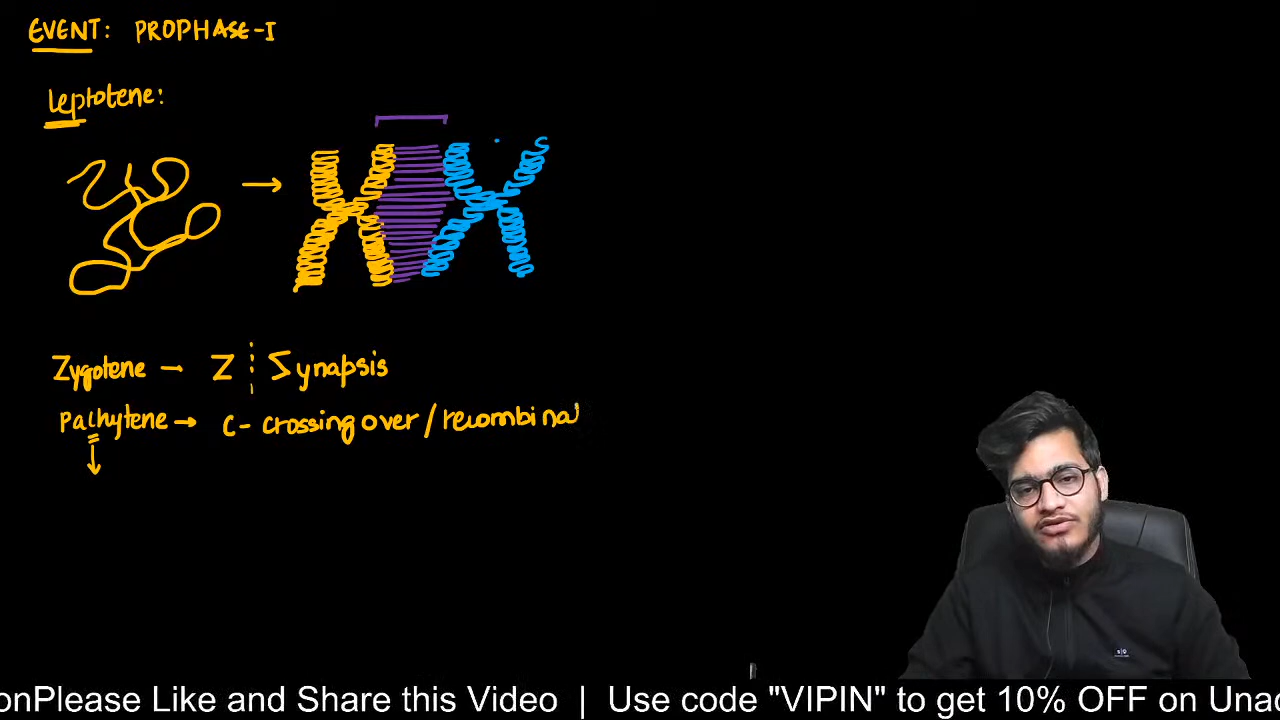 EVENT: PROPHASE-I
Leptotene:
Zygotene → Z Synapsis
Pachytene → C- crossing over / recombinat
onPlease Like and Share this Video | Use code "VIPIN" to get 10% OFF on Unac